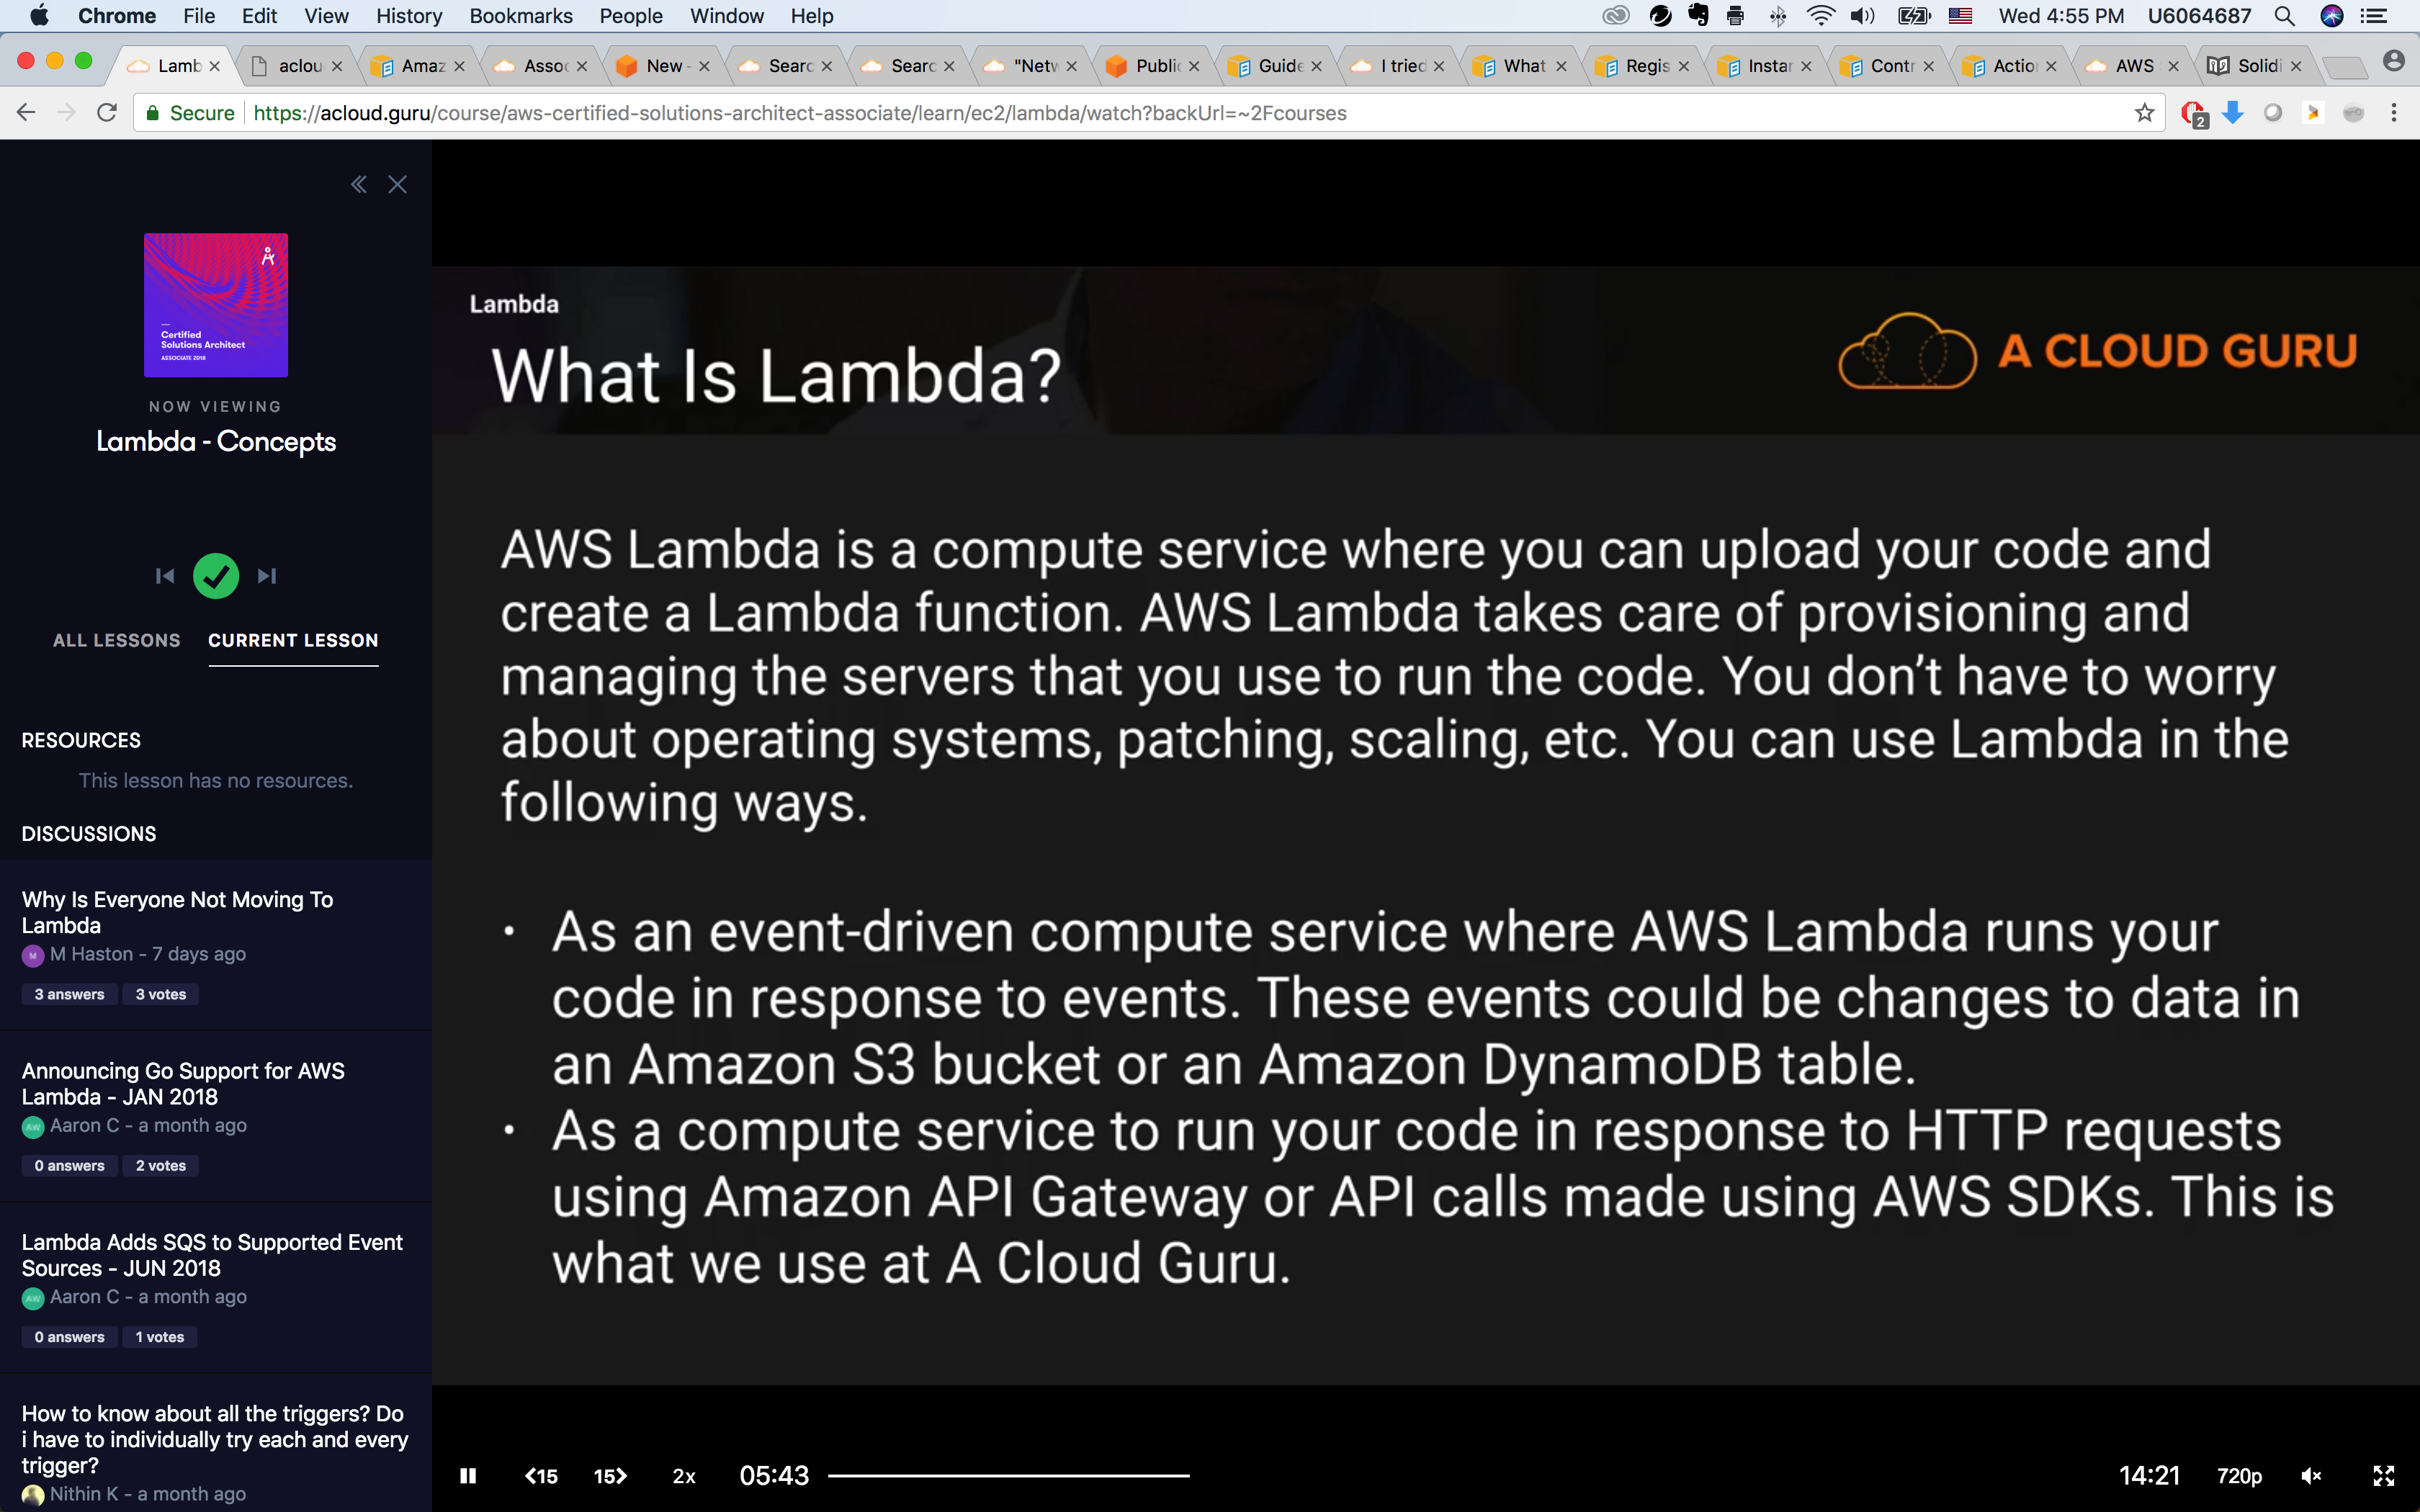 Chrome File Edit View History Bookmarks People Window Help Wed 4:55 PM U6064687
Lamb aclou Amaz Assoc New - Searc Searc "Netw Public Guide I tried What Regis Instan Contr Action AWS Solidi
Secure https://acloud.guru/course/aws-certified-solutions-architect-associate/learn/ec2/lambda/watch?backUrl=~2Fcourses 2
Certified
Solutions Architect
ASSOCIATE 2018
NOW VIEWING
Lambda - Concepts
ALL LESSONS CURRENT LESSON
RESOURCES
This lesson has no resources.
DISCUSSIONS
Why Is Everyone Not Moving To
Lambda
M M Haston - 7 days ago
3 answers 3 votes
Announcing Go Support for AWS
Lambda - JAN 2018
AW Aaron C - a month ago
0 answers 2 votes
Lambda Adds SQS to Supported Event
Sources - JUN 2018
AW Aaron C - a month ago
0 answers 1 votes
How to know about all the triggers? Do
i have to individually try each and every
trigger?
Nithin K - a month ago
Lambda
What Is Lambda?
A CLOUD GURU
AWS Lambda is a compute service where you can upload your code and
create a Lambda function. AWS Lambda takes care of provisioning and
managing the servers that you use to run the code. You don't have to worry
about operating systems, patching, scaling, etc. You can use Lambda in the
following ways.
• As an event-driven compute service where AWS Lambda runs your
code in response to events. These events could be changes to data in
an Amazon S3 bucket or an Amazon DynamoDB table.
• As a compute service to run your code in response to HTTP requests
using Amazon API Gateway or API calls made using AWS SDKs. This is
what we use at A Cloud Guru.
15 15 2x 05:43 14:21 720p